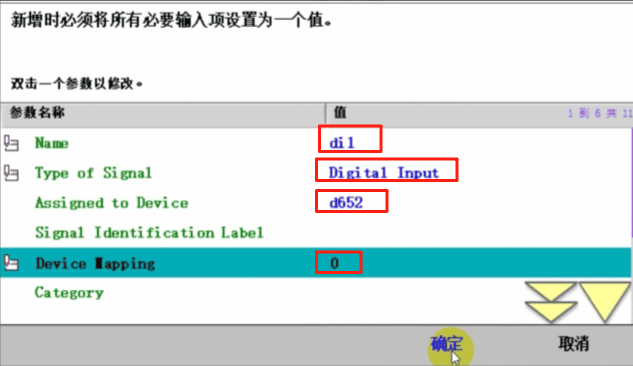 新增时必须将所有必要输入项设置为一个值。
双击一个参数以修改。
参数名称 值 1 到 6 共 11
Name di1
Type of Signal Digital Input
Assigned to Device d652
Signal Identification Label
Device Mapping 0
Category
确定 取消